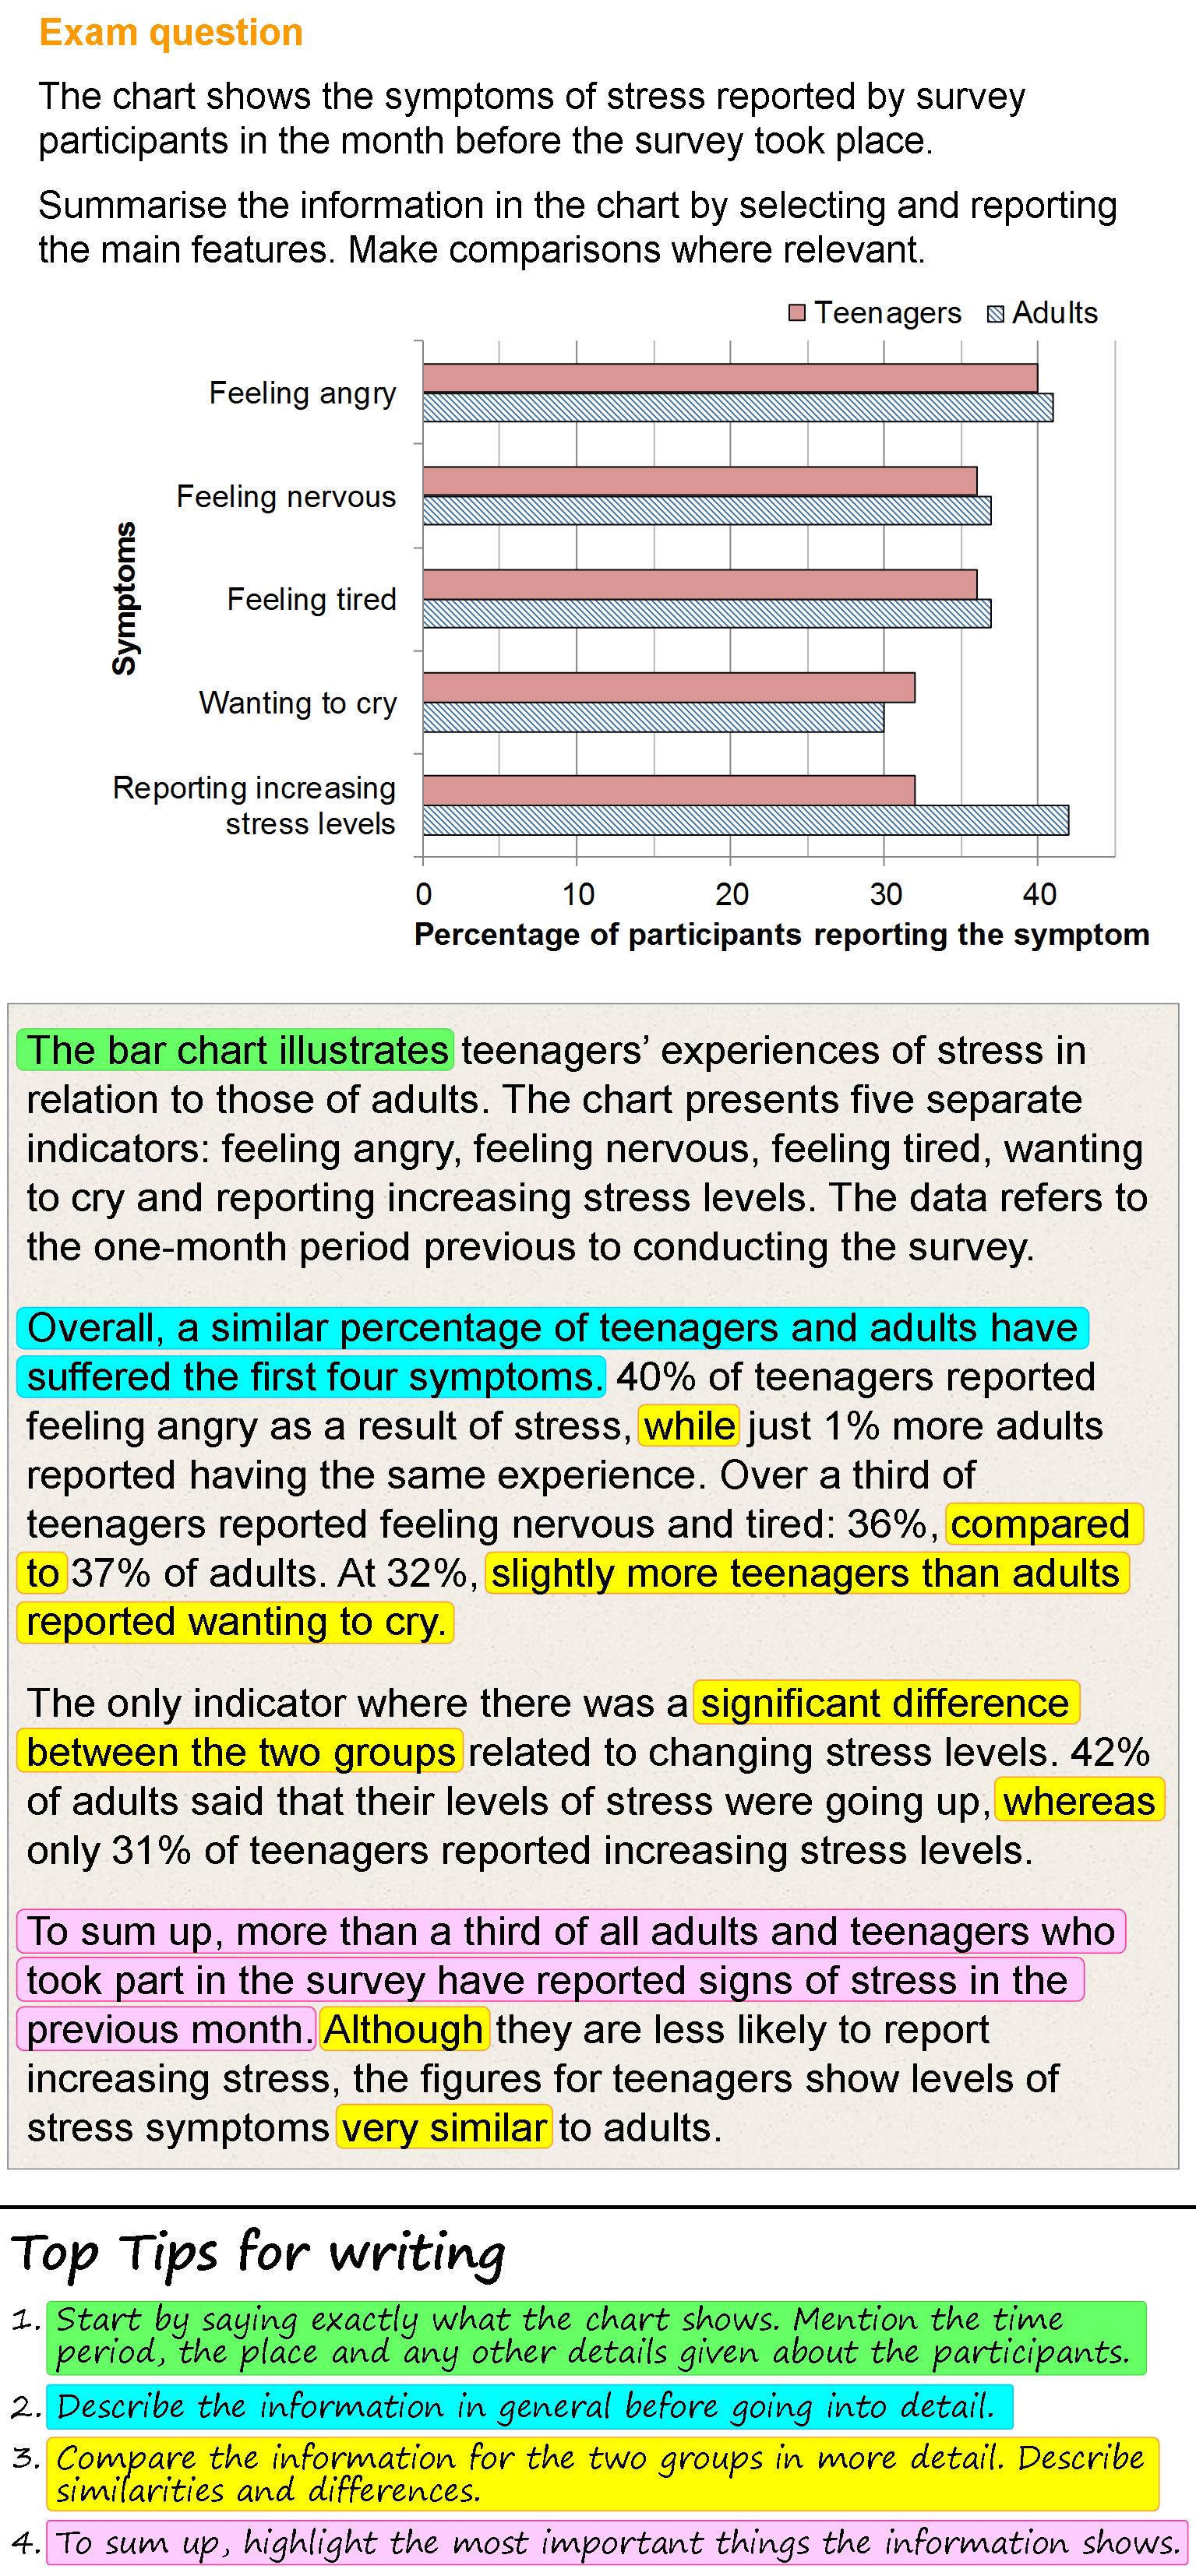 Exam question
The chart shows the symptoms of stress reported by survey
participants in the month before the survey took place.
Summarise the information in the chart by selecting and reporting
the main features. Make comparisons where relevant.
Teenagers Adults
Feeling angry
Feeling nervous
Feeling tired
Wanting to cry
Reporting increasing
stress levels
Symptoms
0 10 20 30 40
Percentage of participants reporting the symptom
The bar chart illustrates teenagers’ experiences of stress in
relation to those of adults. The chart presents five separate
indicators: feeling angry, feeling nervous, feeling tired, wanting
to cry and reporting increasing stress levels. The data refers to
the one-month period previous to conducting the survey.
Overall, a similar percentage of teenagers and adults have
suffered the first four symptoms. 40% of teenagers reported
feeling angry as a result of stress, while just 1% more adults
reported having the same experience. Over a third of
teenagers reported feeling nervous and tired: 36%, compared
to 37% of adults. At 32%, slightly more teenagers than adults
reported wanting to cry.
The only indicator where there was a significant difference
between the two groups related to changing stress levels. 42%
of adults said that their levels of stress were going up, whereas
only 31% of teenagers reported increasing stress levels.
To sum up, more than a third of all adults and teenagers who
took part in the survey have reported signs of stress in the
previous month. Although they are less likely to report
increasing stress, the figures for teenagers show levels of
stress symptoms very similar to adults.
Top Tips for writing
1. Start by saying exactly what the chart shows. Mention the time
period, the place and any other details given about the participants.
2. Describe the information in general before going into detail.
3. Compare the information for the two groups in more detail. Describe
similarities and differences.
4. To sum up, highlight the most important things the information shows.